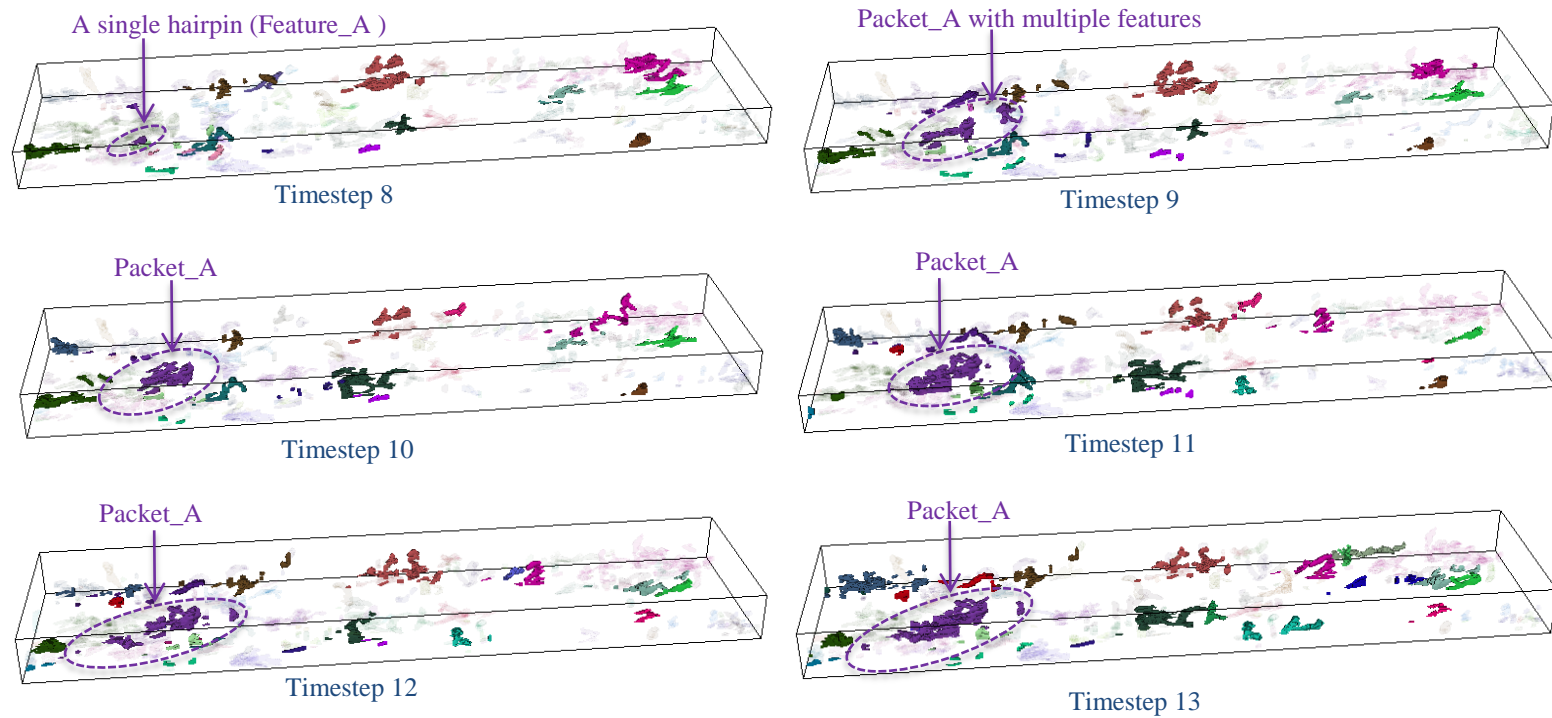 A single hairpin (Feature_A )
Packet_A with multiple features
Timestep 8
Timestep 9
Packet_A
Packet_A
Timestep 10
Timestep 11
Packet_A
Packet_A
Timestep 12
Timestep 13